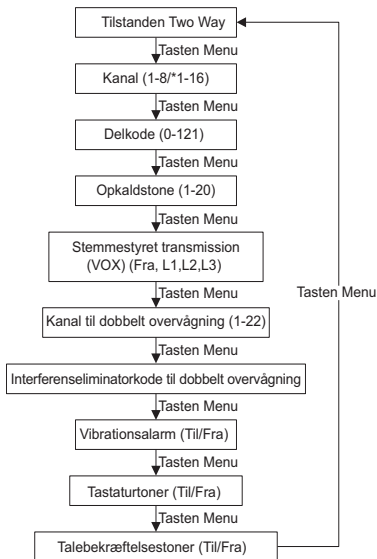 Tilstanden Two Way
Tasten Menu
Kanal (1-8/*1-16)
Tasten Menu
Delkode (0-121)
Tasten Menu
Opkaldstone (1-20)
Tasten Menu
Stemmestyret transmission
(VOX) (Fra, L1,L2,L3)
Tasten Menu
Kanal til dobbelt overvågning (1-22)
Tasten Menu
Interferenseliminatorkode til dobbelt overvågning
Tasten Menu
Vibrationsalarm (Til/Fra)
Tasten Menu
Tastaturtoner (Til/Fra)
Tasten Menu
Talebekræftelsestoner (Til/Fra)
Tasten Menu